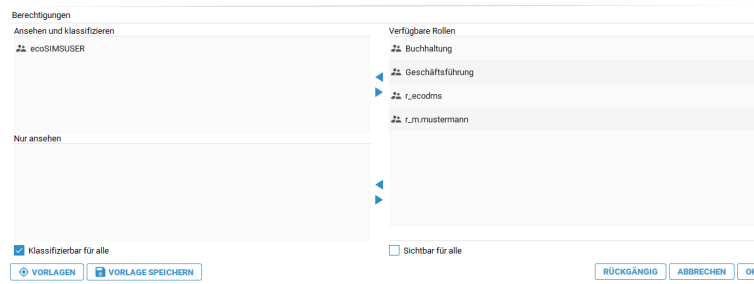 Berechtigungen
Ansehen und klassifizieren
ecoSIMSUSER
Verfügbare Rollen
Buchhaltung
Geschäftsführung
r_ecodms
r_m.mustermann
Nur ansehen
Klassifizierbar für alle
Sichtbar für alle
VORLAGEN
VORLAGE SPEICHERN
RÜCKGÄNGIG
ABBRECHEN